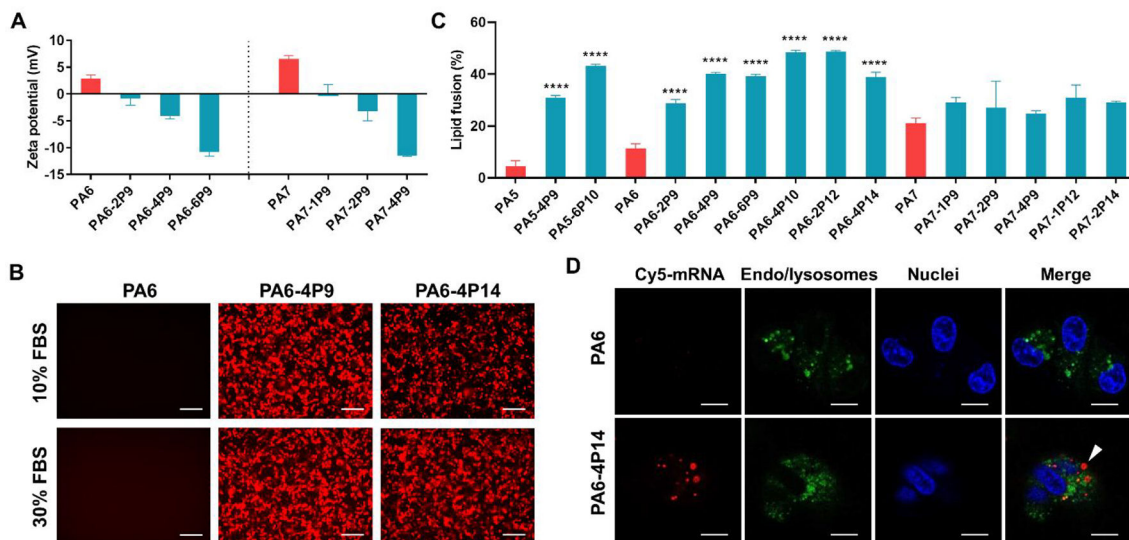 A
Zeta potential (mV)
10
5
0
-5
-10
-15
PA6
PA6-2P9
PA6-4P9
PA6-6P9
PA7
PA7-1P9
PA7-2P9
PA7-4P9
C
Lipid fusion (%)
60
40
20
0
****
****
****
****
****
****
****
****
PA5
PA5-4P9
PA5-6P10
PA6
PA6-2P9
PA6-4P9
PA6-6P9
PA6-4P10
PA6-2P12
PA6-4P14
PA7
PA7-1P9
PA7-2P9
PA7-4P9
PA7-1P12
PA7-2P14
B
PA6 PA6-4P9 PA6-4P14
10% FBS
30% FBS
D
Cy5-mRNA Endo/lysosomes Nuclei Merge
PA6
PA6-4P14